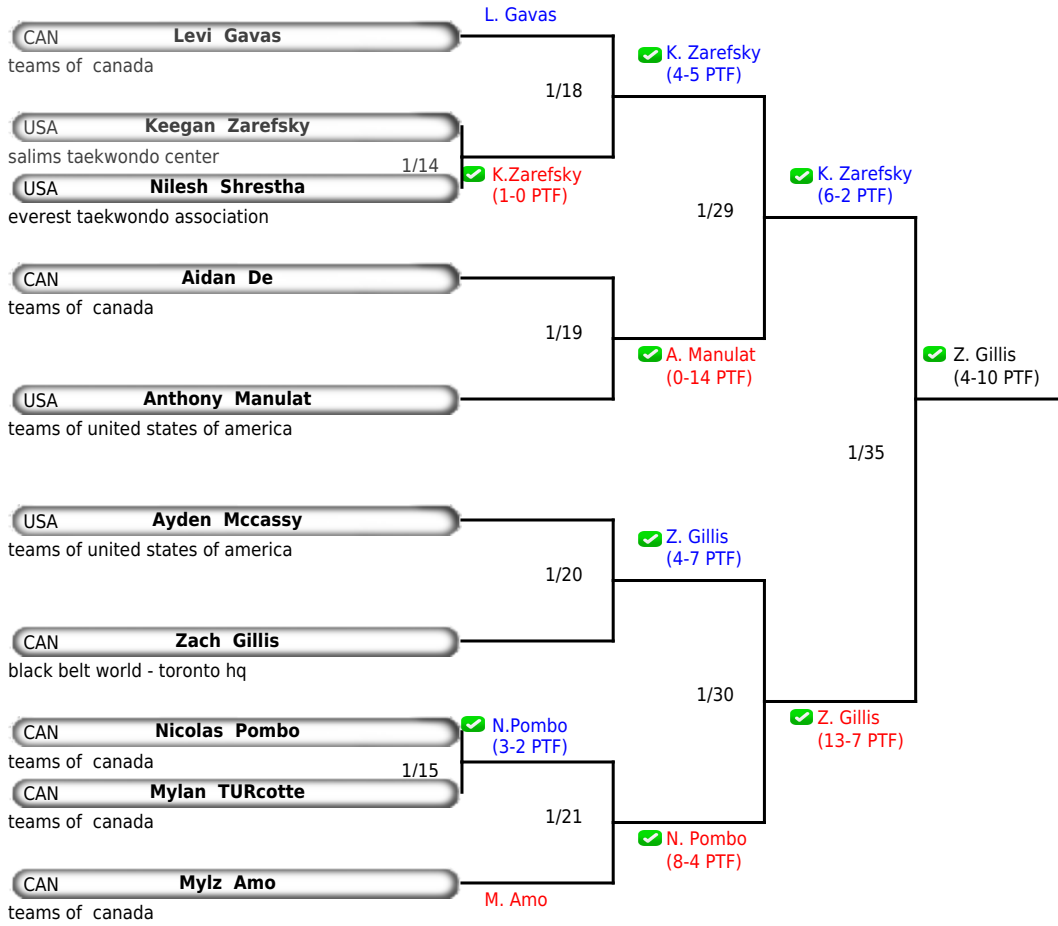 L. Gavas
CAN Levi Gavas
teams of canada
K. Zarefsky
(4-5 PTF)
1/18
USA Keegan Zarefsky
salims taekwondo center
1/14
K.Zarefsky
(1-0 PTF)
USA Nilesh Shrestha
everest taekwondo association
K. Zarefsky
(6-2 PTF)
1/29
CAN Aidan De
teams of canada
1/19
A. Manulat
(0-14 PTF)
Z. Gillis
(4-10 PTF)
USA Anthony Manulat
teams of united states of america
1/35
USA Ayden Mccassy
teams of united states of america
Z. Gillis
(4-7 PTF)
1/20
CAN Zach Gillis
black belt world - toronto hq
1/30
Z. Gillis
(13-7 PTF)
CAN Nicolas Pombo
teams of canada
N.Pombo
(3-2 PTF)
1/15
CAN Mylan TURcotte
teams of canada
1/21
N. Pombo
(8-4 PTF)
CAN Mylz Amo
teams of canada
M. Amo